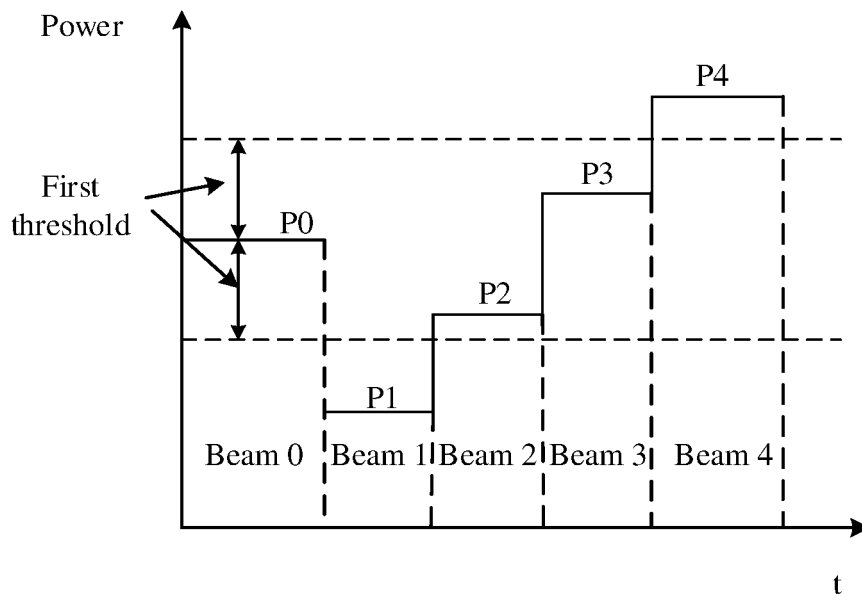 Power
P4
First
threshold
P3
P0
P2
P1
Beam 0
Beam 1
Beam 2
Beam 3
Beam 4
t